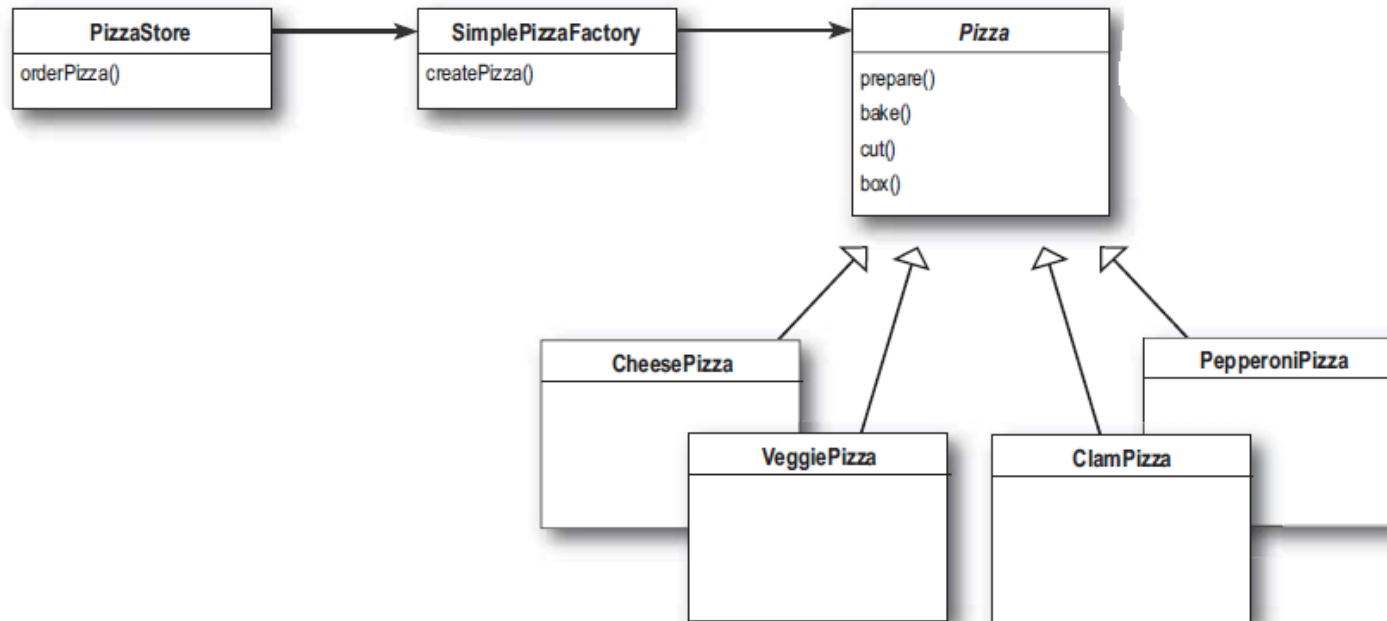 PizzaStore
orderPizza()
SimplePizzaFactory
createPizza()
Pizza
prepare()
bake()
cut()
box()
CheesePizza
VeggiePizza
ClamPizza
PepperoniPizza